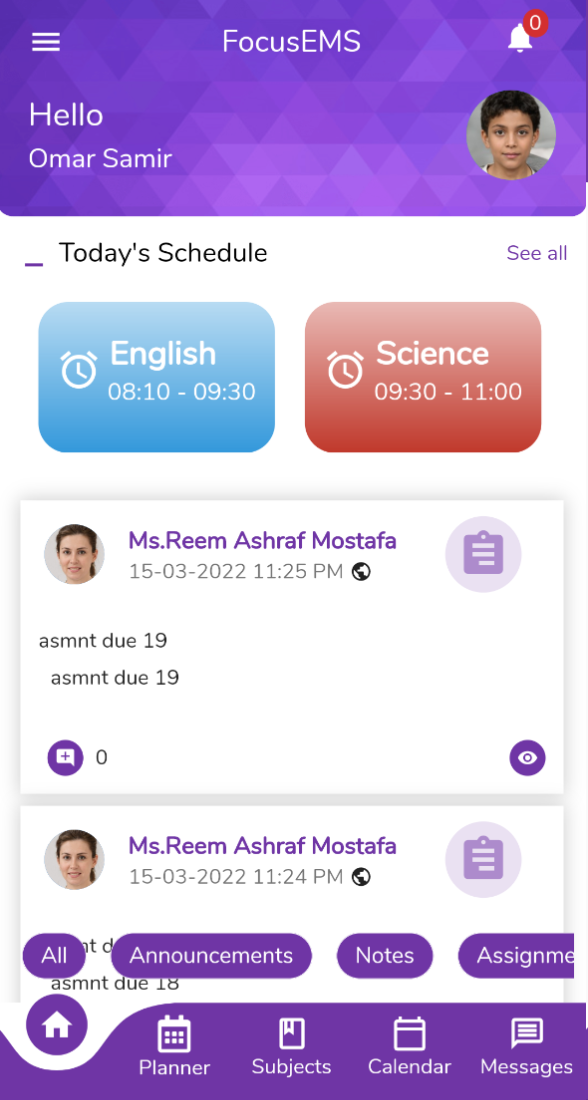 FocusEMS
0
Hello
Omar Samir
Today's Schedule
See all
English
08:10 - 09:30
Science
09:30 - 11:00
Ms.Reem Ashraf Mostafa
15-03-2022 11:25 PM
asmnt due 19
asmnt due 19
0
Ms.Reem Ashraf Mostafa
15-03-2022 11:24 PM
All
Announcements
Notes
Assignme
asmnt due 18
Planner
Subjects
Calendar
Messages